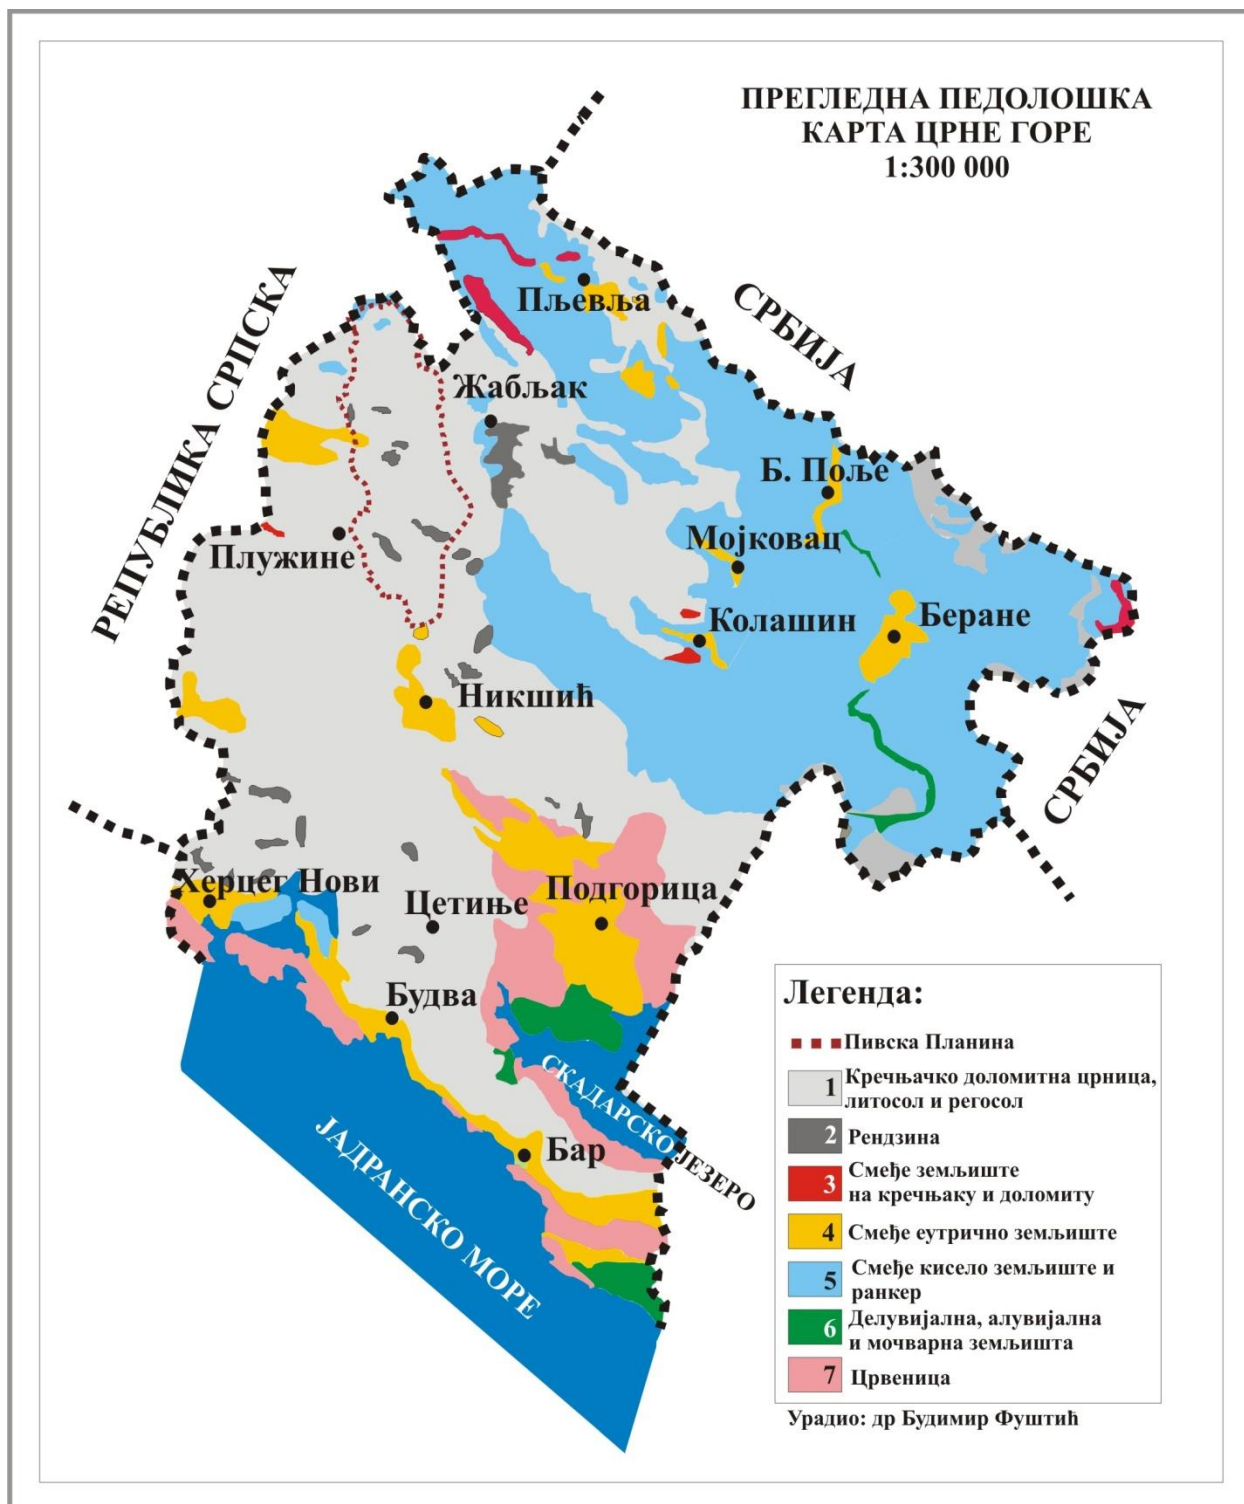 ПРЕГЛЕДНА ПЕДОЛОШКА
КАРТА ЦРНЕ ГОРЕ
1:300 000
СРБИЈА
РЕПУБЛИКА СРПСКА
Пљевља
Жабљак
Б. Поље
Мојковац
Плужине
Колашин
Беране
Никшић
СРБИЈА
Херцег Нови
Цетиње
Подгорица
Будва
СКАДАРСКО ЈЕЗЕРО
Бар
ЈАДРАНСКО МОРЕ
Легенда:
Пивска Планина
1 Кречњачко доломитна црница,
литосол и регосол
2 Рендзина
3 Смеђе земљиште
на кречњаку и доломиту
4 Смеђе еутрично земљиште
5 Смеђе кисело земљиште и
ранкер
6 Делувијална, алувијална
и мочварна земљишта
7 Црвеница
Урадио: др Будимир Фуштић